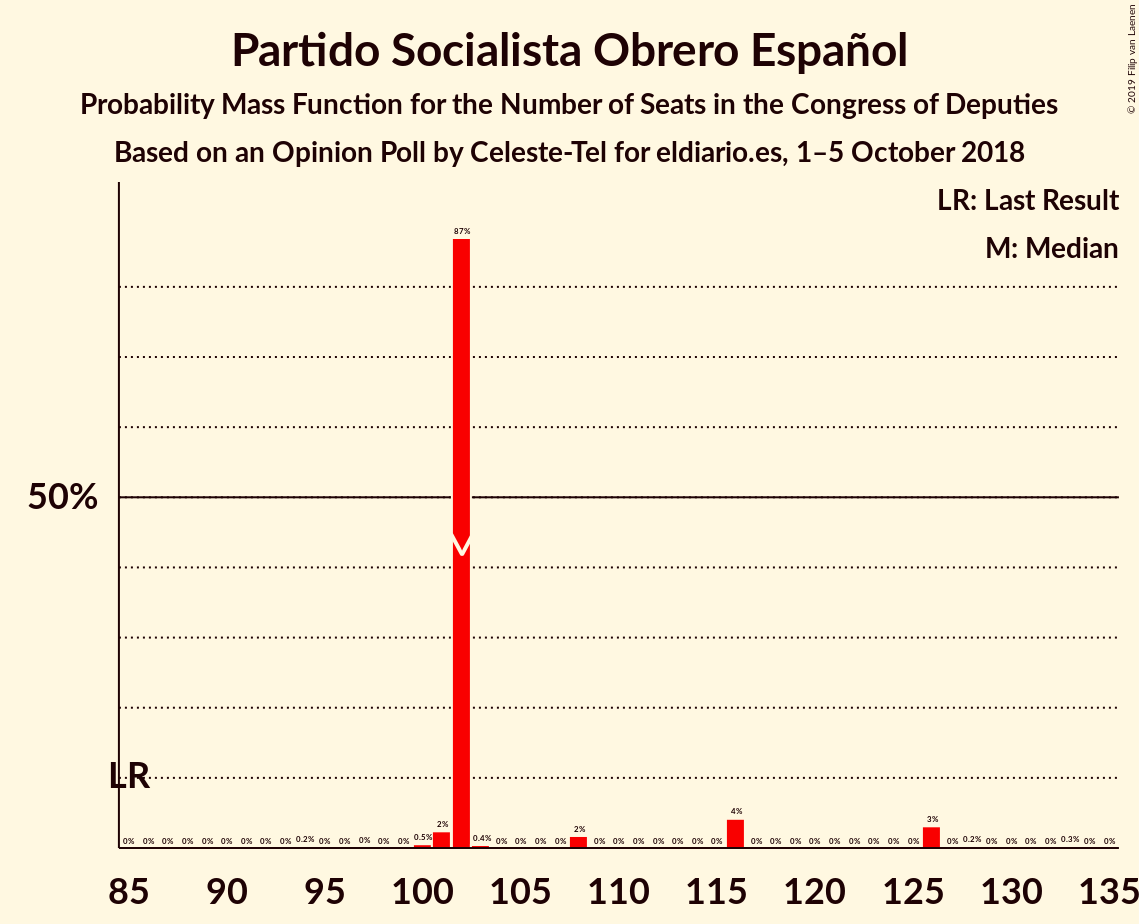 Partido Socialista Obrero Español
Probability Mass Function for the Number of Seats in the Congress of Deputies
Based on an Opinion Poll by Celeste-Tel for eldiario.es, 1–5 October 2018
© 2019 Filip van Laenen
LR: Last Result
M: Median
87%
50%
LR
0% 0% 0% 0% 0% 0% 0% 0% 0% 0.2% 0% 0% 0% 0% 0% 0.5% 2% 0.4% 0% 0% 0% 0% 2% 0% 0% 0% 0% 0% 0% 0% 4% 0% 0% 0% 0% 0% 0% 0% 0% 0% 3% 0% 0.2% 0% 0% 0% 0% 0.3% 0% 0%
85 90 95 100 105 110 115 120 125 130 135